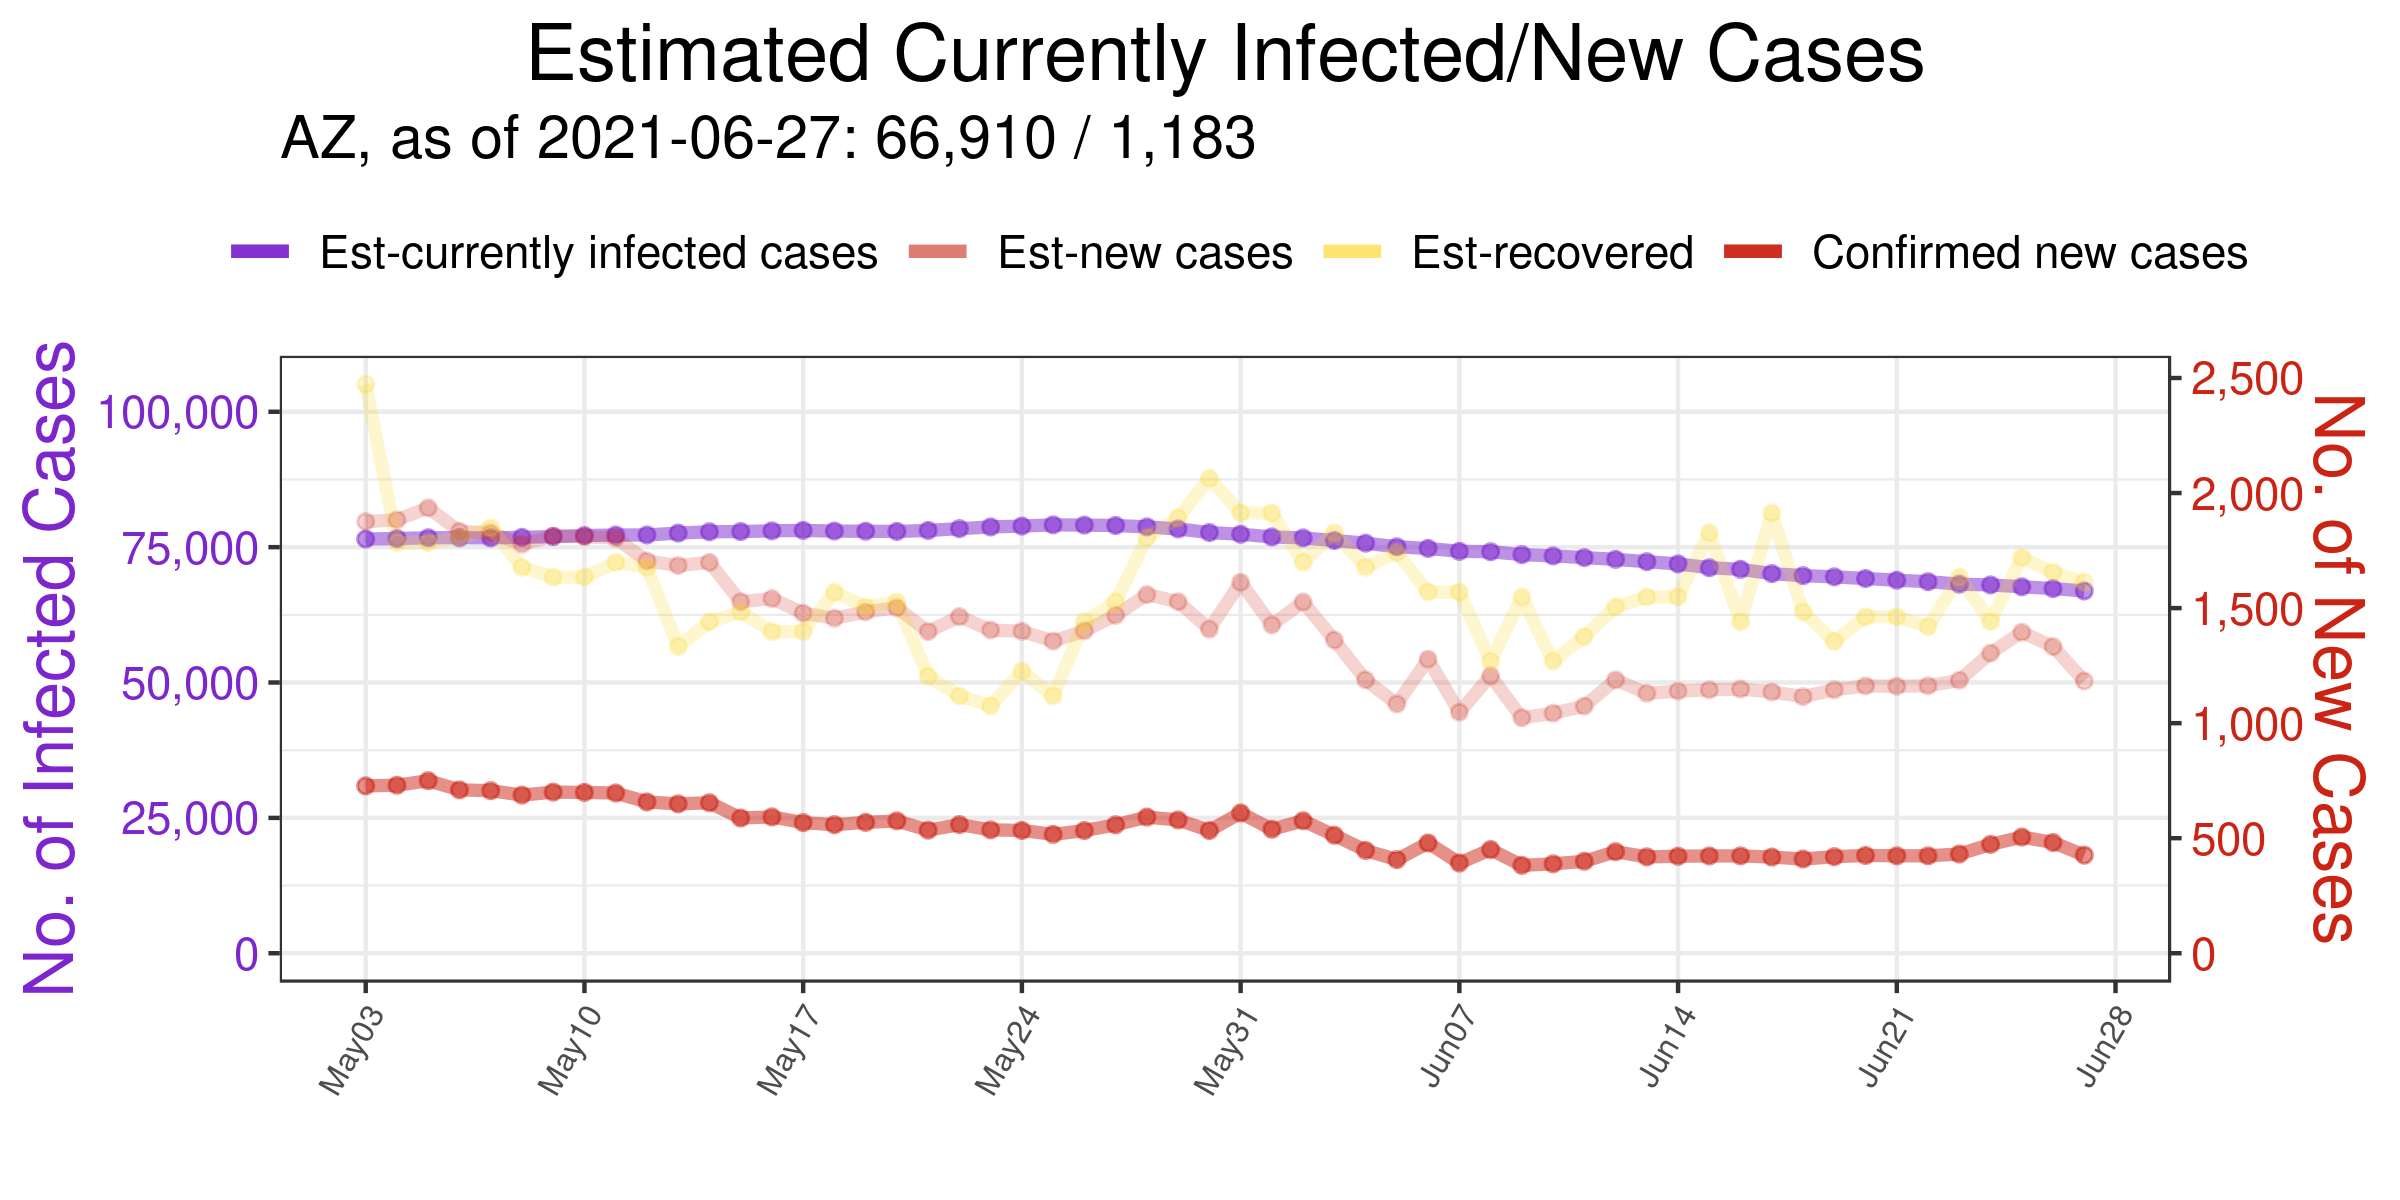 Estimated Currently Infected/New Cases
AZ, as of 2021-06-27: 66,910 / 1,183
Est-currently infected cases Est-new cases Est-recovered Confirmed new cases
No. of Infected Cases
100,000
75,000
50,000
25,000
0
2,500
2,000
1,500
1,000
500
0
No. of New Cases
May03 May10 May17 May24 May31 Jun07 Jun14 Jun21 Jun28